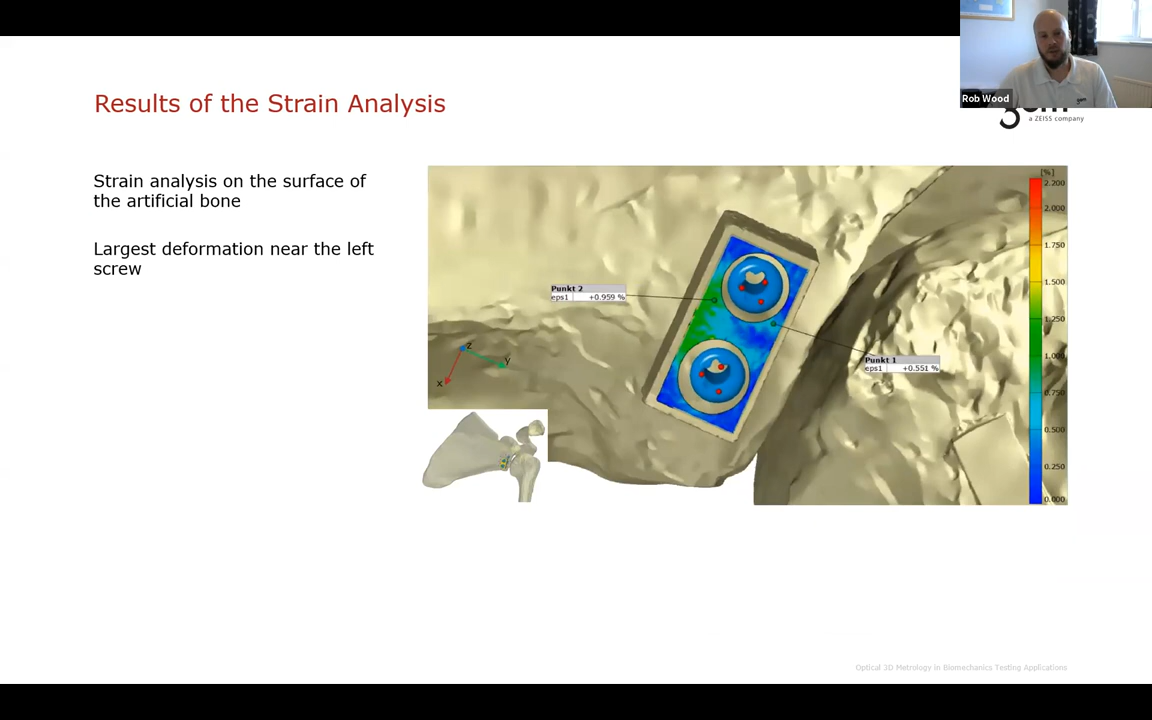 Results of the Strain Analysis
Rob Wood
a ZEISS company
Strain analysis on the surface of
the artificial bone
Largest deformation near the left
screw
[%]
2.200
2.000
1.750
1.500
1.250
1.000
0.750
0.500
0.250
0.000
Punkt 2
eps1 +0.959 %
Punkt 1
eps1 +0.551 %
z
y
x
Optical 3D Metrology in Biomechanics Testing Applications